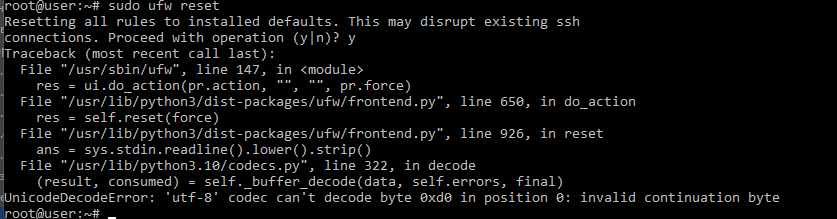 root@user:~# sudo ufw reset
Resetting all rules to installed defaults. This may disrupt existing ssh
connections. Proceed with operation (y|n)? y
Traceback (most recent call last):
  File "/usr/sbin/ufw", line 147, in <module>
    res = ui.do_action(pr.action, "", "", pr.force)
  File "/usr/lib/python3/dist-packages/ufw/frontend.py", line 650, in do_action
    res = self.reset(force)
  File "/usr/lib/python3/dist-packages/ufw/frontend.py", line 926, in reset
    ans = sys.stdin.readline().lower().strip()
  File "/usr/lib/python3.10/codecs.py", line 322, in decode
    (result, consumed) = self._buffer_decode(data, self.errors, final)
UnicodeDecodeError: 'utf-8' codec can't decode byte 0xd0 in position 0: invalid continuation byte
root@user:~#